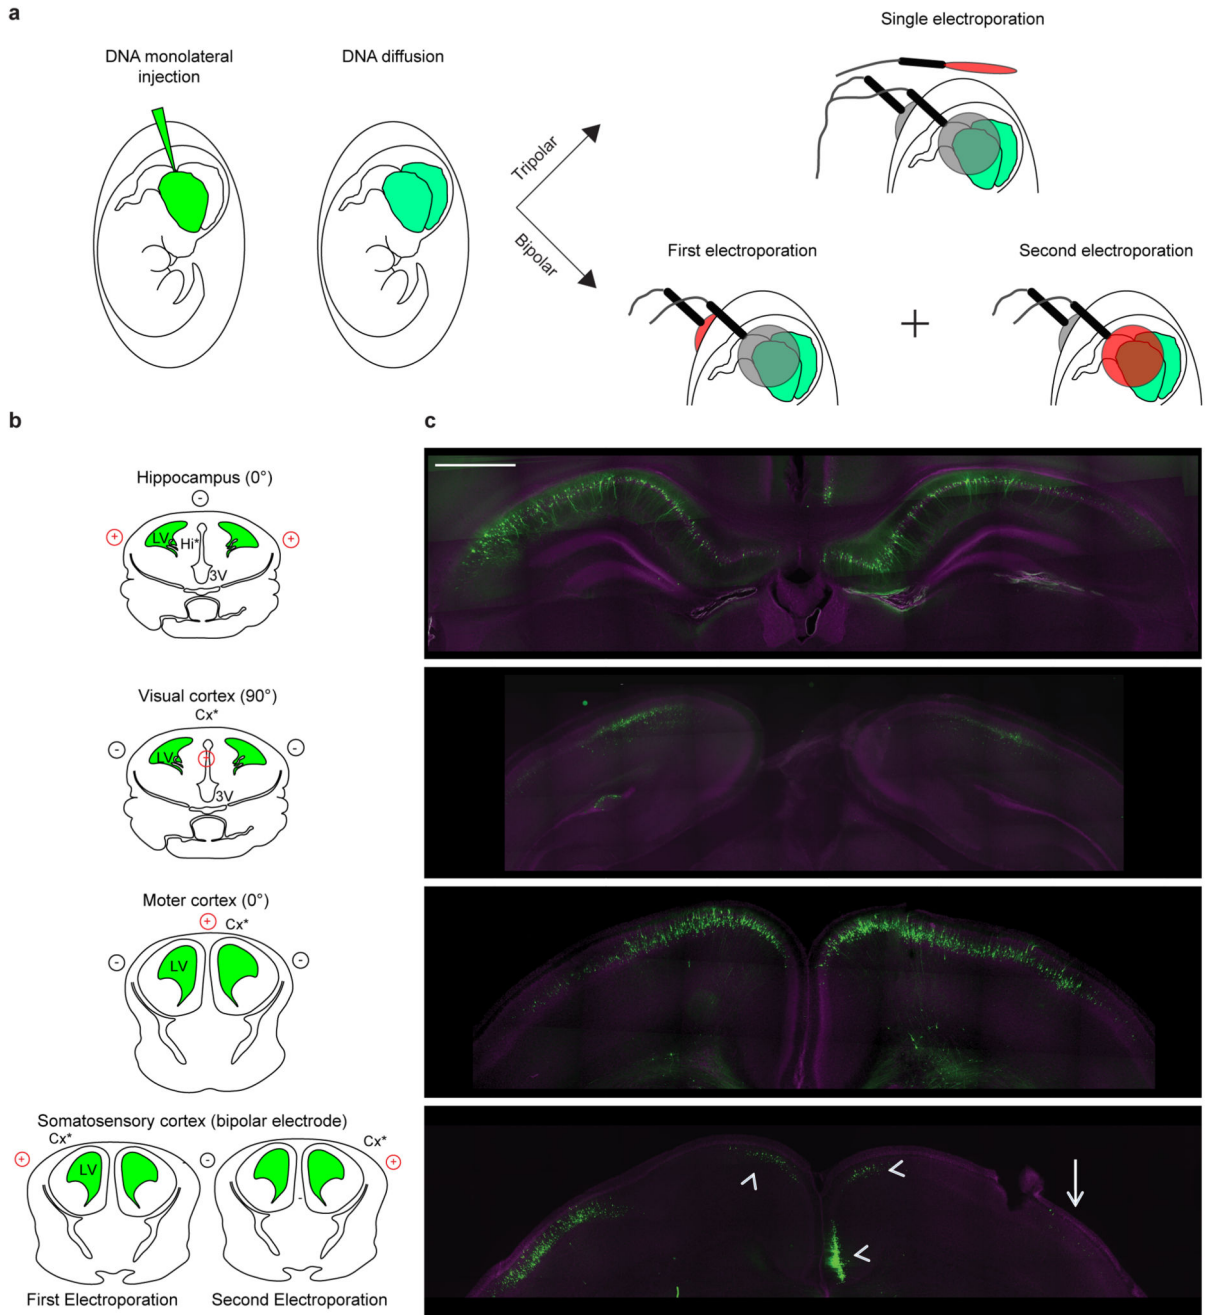 a
DNA monolateral
injection
DNA diffusion
Single electroporation
Tripolar
Bipolar
First electroporation
Second electroporation
+
b
Hippocampus (0°)
-
+
+
LV
Hi*
3V
Visual cortex (90°)
Cx*
-
-
LV
+
3V
Moter cortex (0°)
+
Cx*
-
-
LV
Somatosensory cortex (bipolar electrode)
Cx*
Cx*
+
-
+
LV
-
First Electroporation
Second Electroporation
c